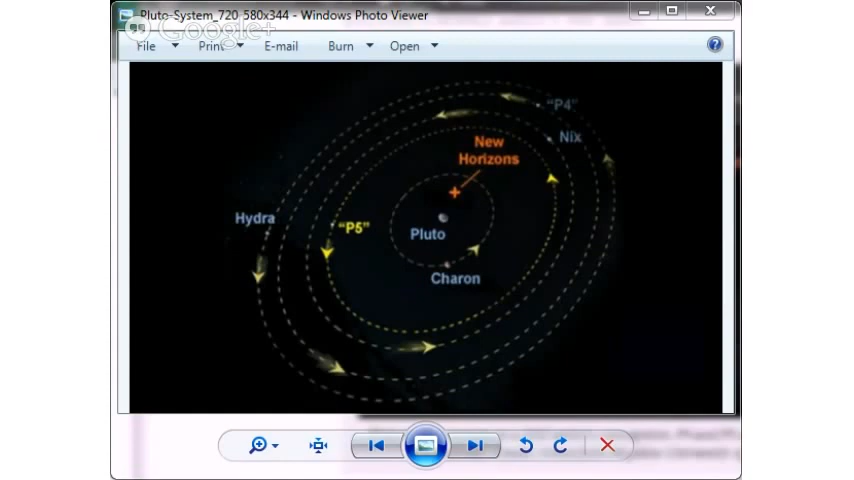 Pluto-System_720-580x344 - Windows Photo Viewer
Google+
File Print E-mail Burn Open
"P4"
Nix
New
Horizons
Hydra
"P5"
Pluto
Charon